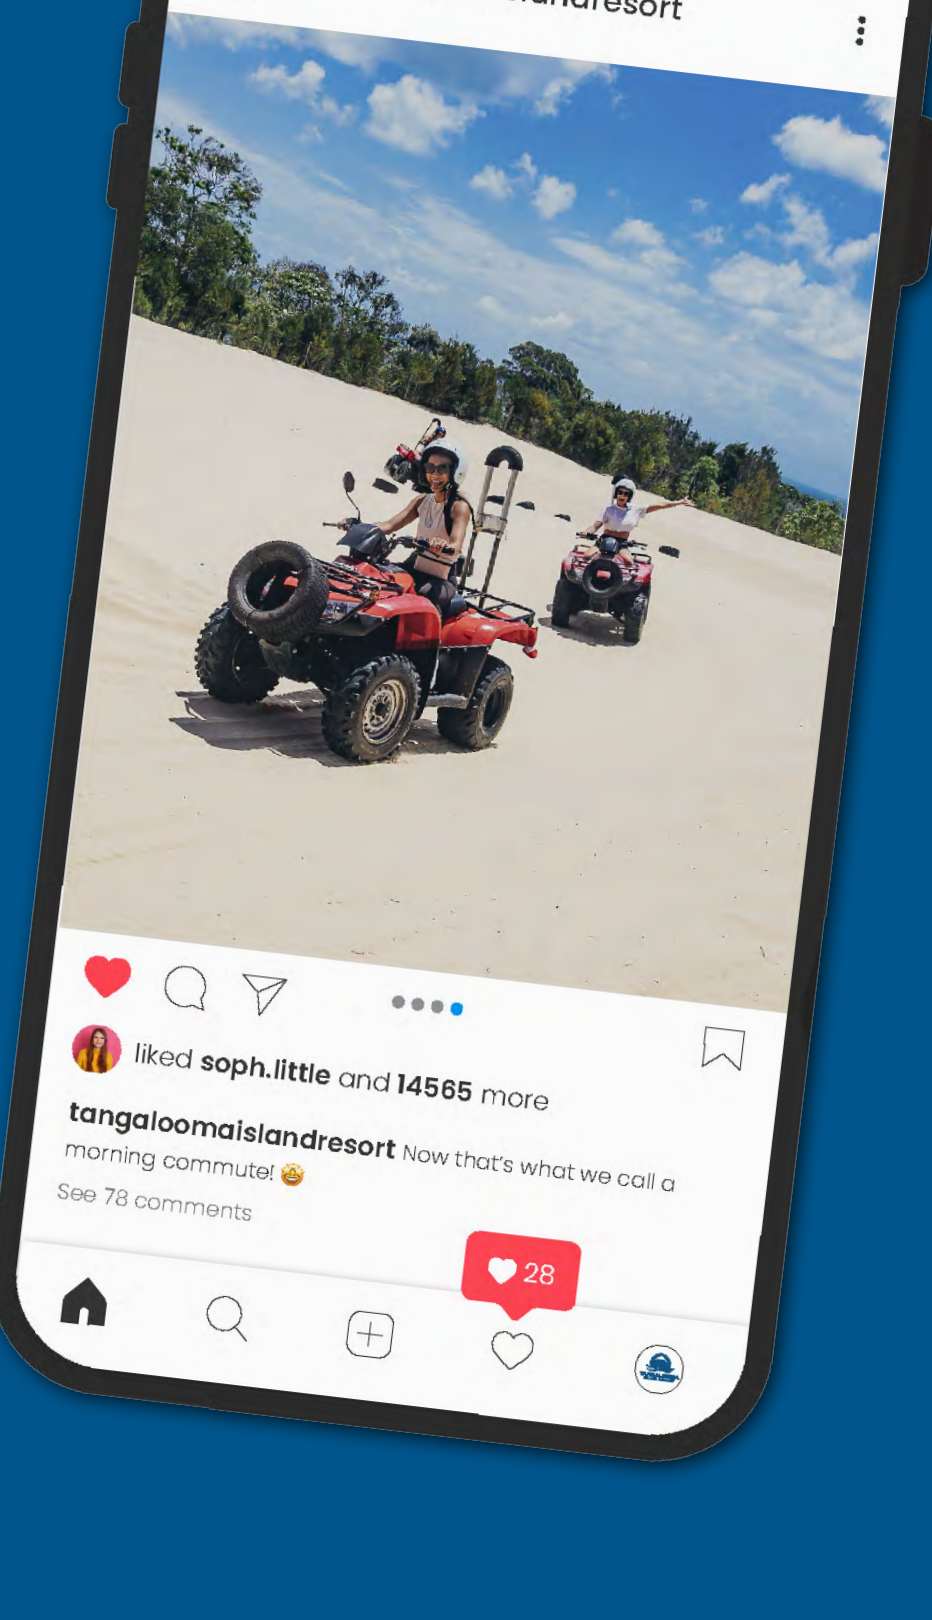 liked soph.little and 14565 more
tangaloomaislandresort Now that's what we call a
morning commute! 🤩
See 78 comments
28